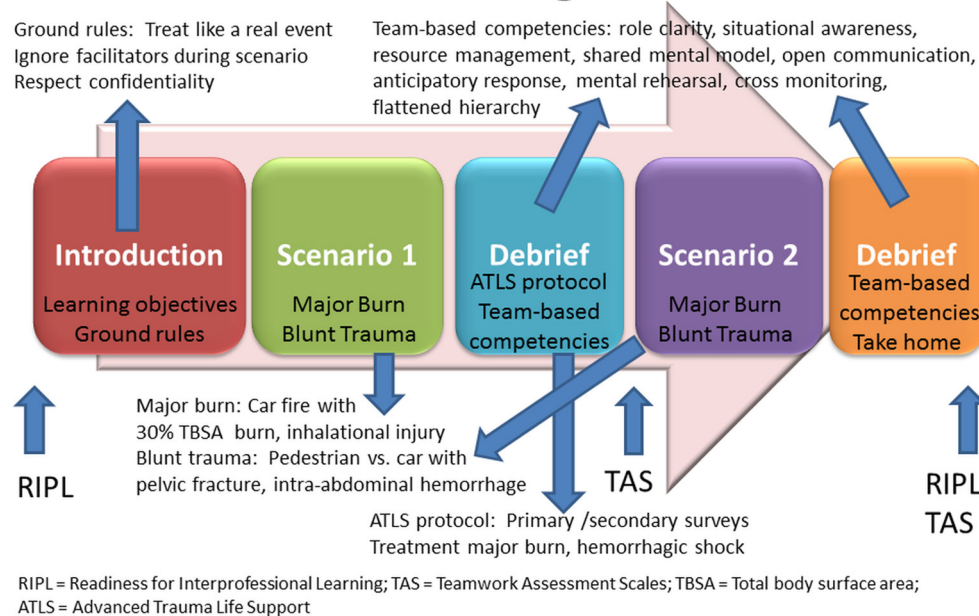 Ground rules:  Treat like a real event
Ignore facilitators during scenario
Respect confidentiality
Team-based competencies: role clarity, situational awareness,
resource management, shared mental model, open communication,
anticipatory response, mental rehearsal, cross monitoring,
flattened hierarchy
Introduction
Learning objectives
Ground rules
Scenario 1
Major Burn
Blunt Trauma
Debrief
ATLS protocol
Team-based
competencies
Scenario 2
Major Burn
Blunt Trauma
Debrief
Team-based
competencies
Take home
RIPL
Major burn: Car fire with
30% TBSA  burn, inhalational injury
Blunt trauma:  Pedestrian vs. car with
pelvic fracture, intra-abdominal hemorrhage
TAS
RIPL
TAS
ATLS protocol:  Primary /secondary surveys
Treatment major burn, hemorrhagic shock
RIPL = Readiness for Interprofessional Learning; TAS = Teamwork Assessment Scales; TBSA = Total body surface area;
ATLS = Advanced Trauma Life Support